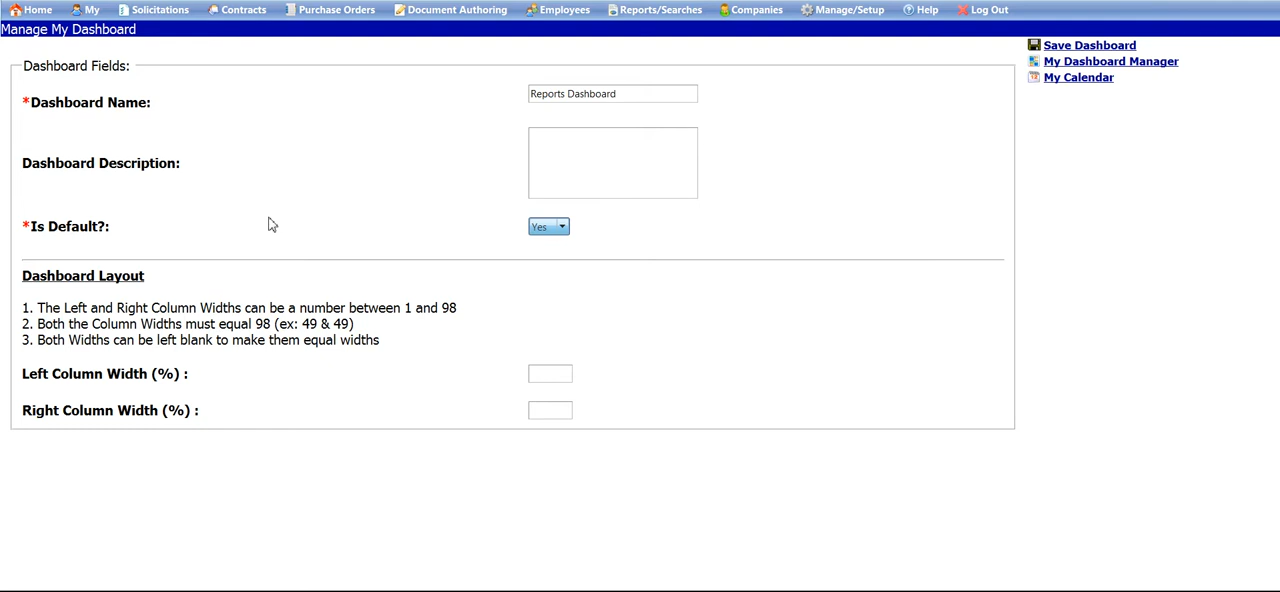 Home My Solicitations Contracts Purchase Orders Document Authoring Employees Reports/Searches Companies Manage/Setup Help Log Out
Manage My Dashboard
Save Dashboard
My Dashboard Manager
My Calendar
Dashboard Fields:
*Dashboard Name: Reports Dashboard
Dashboard Description:
*Is Default?: Yes
Dashboard Layout
1. The Left and Right Column Widths can be a number between 1 and 98
2. Both the Column Widths must equal 98 (ex: 49 & 49)
3. Both Widths can be left blank to make them equal widths
Left Column Width (%) :
Right Column Width (%) :